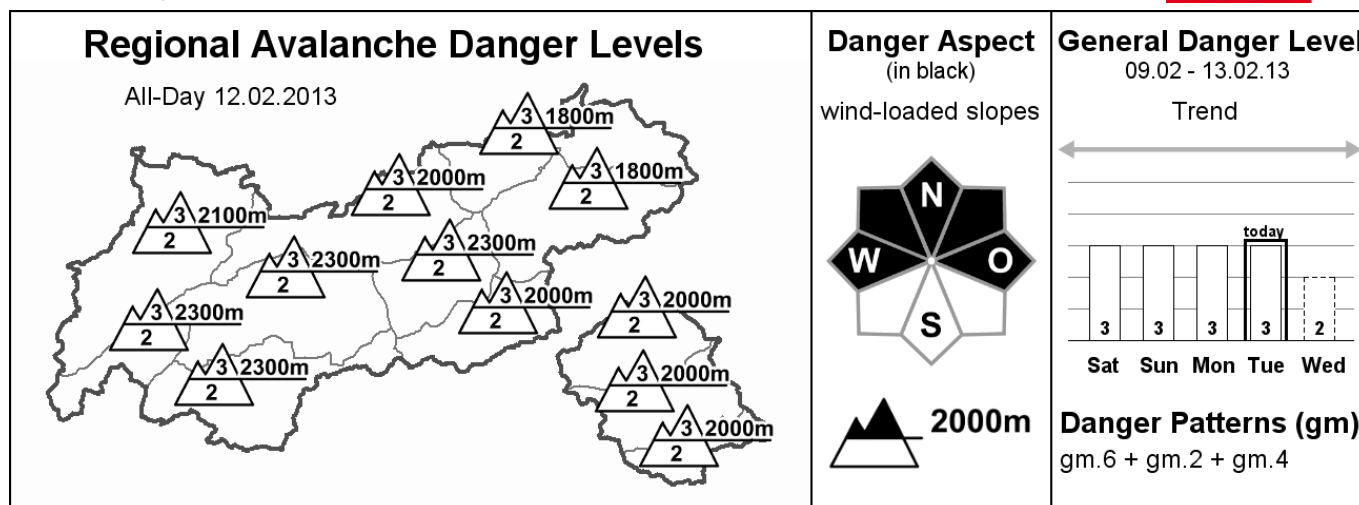 Regional Avalanche Danger Levels
All-Day 12.02.2013
3 1800m
2
3 1800m
2
3 2000m
2
3 2100m
2
3 2300m
2
3 2300m
2
3 2000m
2
3 2300m
2
3 2300m
2
3 2000m
2
3 2000m
2
3 2000m
2
Danger Aspect
(in black)
wind-loaded slopes
N
W
O
S
2000m
General Danger Level
09.02 - 13.02.13
Trend
today
3 3 3 3 2
Sat Sun Mon Tue Wed
Danger Patterns (gm)
gm.6 + gm.2 + gm.4